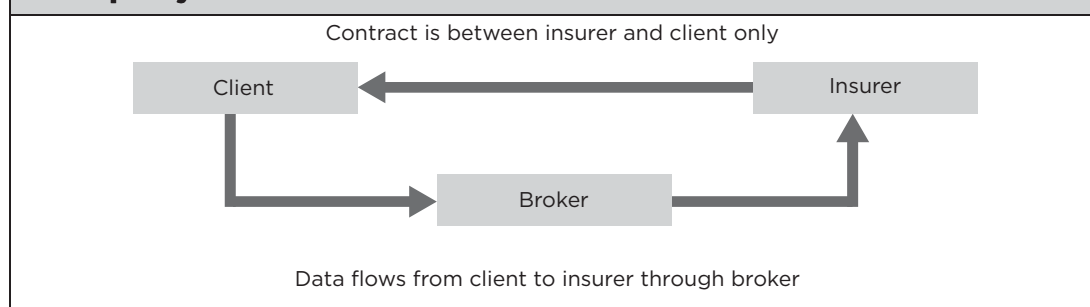 Contract is between insurer and client only
Client
Insurer
Broker
Data flows from client to insurer through broker